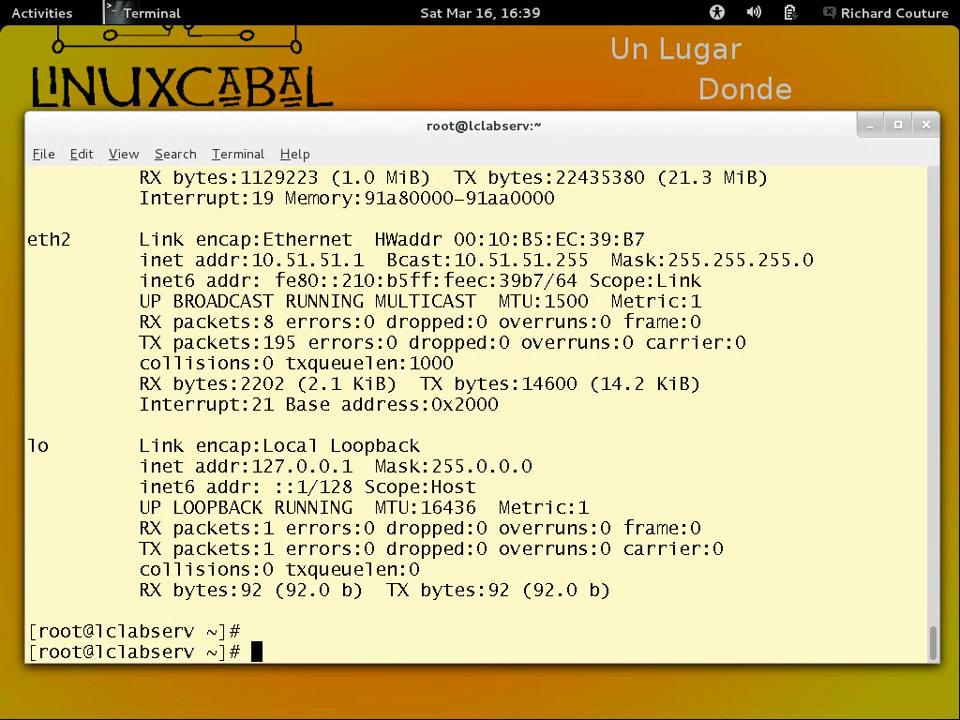 Activities Terminal Sat Mar 16, 16:39 Richard Couture
Un Lugar
LINUXCABAL Donde
root@lclabserv:~
File Edit View Search Terminal Help
RX bytes:1129223 (1.0 MiB)  TX bytes:22435380 (21.3 MiB)
Interrupt:19 Memory:91a80000-91aa0000
eth2      Link encap:Ethernet  HWaddr 00:10:B5:EC:39:B7
inet addr:10.51.51.1  Bcast:10.51.51.255  Mask:255.255.255.0
inet6 addr: fe80::210:b5ff:feec:39b7/64 Scope:Link
UP BROADCAST RUNNING MULTICAST  MTU:1500  Metric:1
RX packets:8 errors:0 dropped:0 overruns:0 frame:0
TX packets:195 errors:0 dropped:0 overruns:0 carrier:0
collisions:0 txqueuelen:1000
RX bytes:2202 (2.1 KiB)  TX bytes:14600 (14.2 KiB)
Interrupt:21 Base address:0x2000
lo        Link encap:Local Loopback
inet addr:127.0.0.1  Mask:255.0.0.0
inet6 addr: ::1/128 Scope:Host
UP LOOPBACK RUNNING  MTU:16436  Metric:1
RX packets:1 errors:0 dropped:0 overruns:0 frame:0
TX packets:1 errors:0 dropped:0 overruns:0 carrier:0
collisions:0 txqueuelen:0
RX bytes:92 (92.0 b)  TX bytes:92 (92.0 b)
[root@lclabserv ~]#
[root@lclabserv ~]#